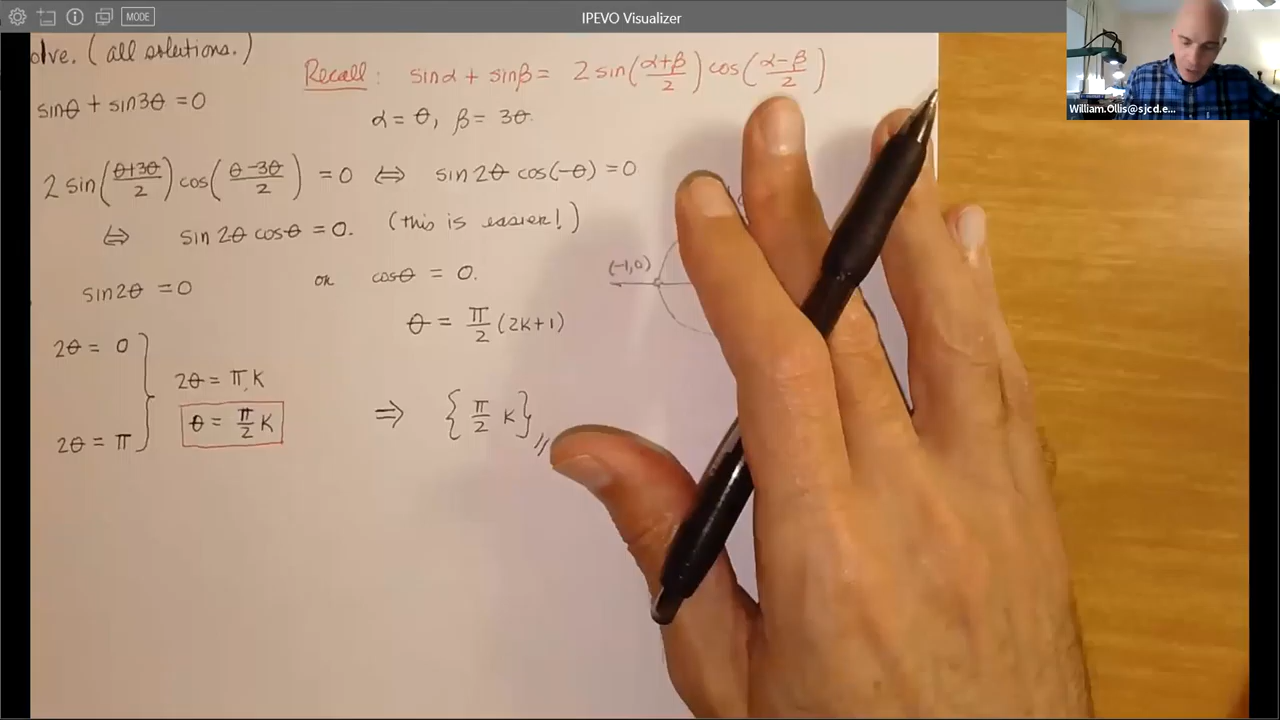 MODE
IPEVO Visualizer
William.Ollis@sjcd.e...
olve. (all solutions.)
Recall: sinα + sinβ = 2 sin((α+β)/2) cos((α-β)/2)
sinθ + sin3θ = 0
α = θ, β = 3θ.
2 sin((θ+3θ)/2) cos((θ-3θ)/2) = 0 ⇔ sin 2θ cos(-θ) = 0
⇔ sin 2θ cosθ = 0. (this is easier!)
sin2θ = 0 or cosθ = 0.
(-1,0)
θ = π/2 (2K+1)
2θ = 0
2θ = π K
θ = π/2 K ⇒ {π/2 K}//
2θ = π